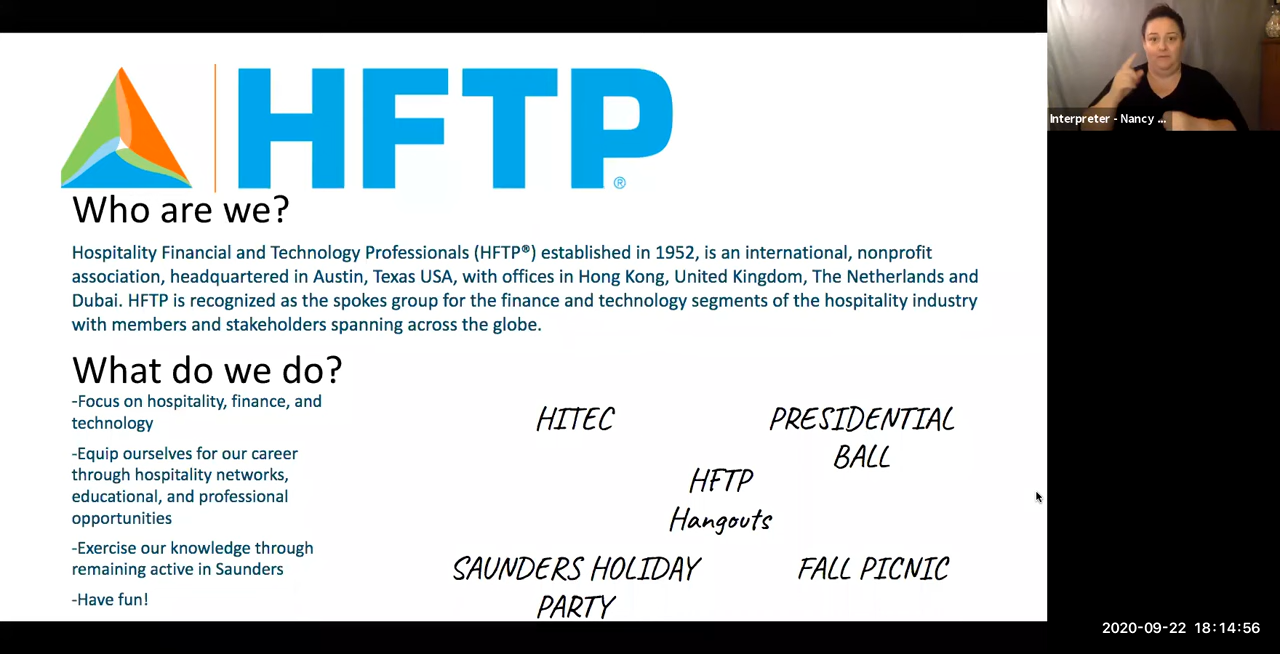 HFTP®
Who are we?
Hospitality Financial and Technology Professionals (HFTP®) established in 1952, is an international, nonprofit
association, headquartered in Austin, Texas USA, with offices in Hong Kong, United Kingdom, The Netherlands and
Dubai. HFTP is recognized as the spokes group for the finance and technology segments of the hospitality industry
with members and stakeholders spanning across the globe.
What do we do?
-Focus on hospitality, finance, and
technology
-Equip ourselves for our career
through hospitality networks,
educational, and professional
opportunities
-Exercise our knowledge through
remaining active in Saunders
-Have fun!
HITEC
PRESIDENTIAL
BALL
HFTP
Hangouts
SAUNDERS HOLIDAY
PARTY
FALL PICNIC
Interpreter - Nancy ...
2020-09-22 18:14:56